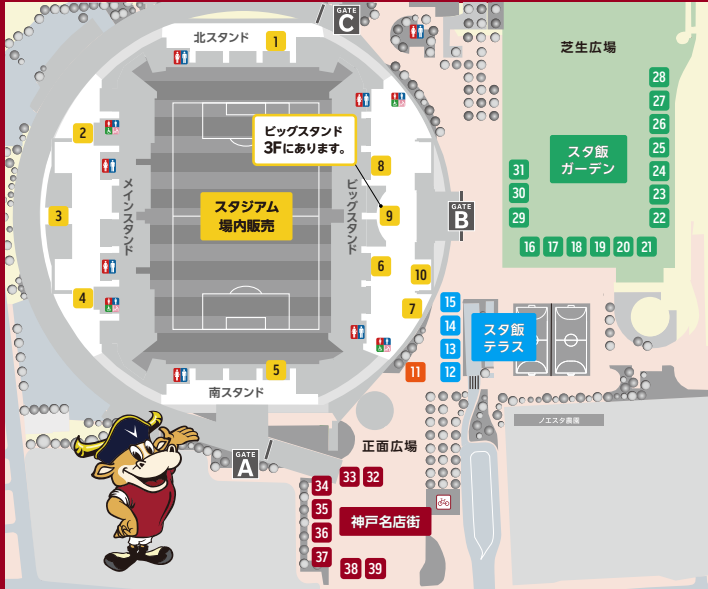 GATE
C
北スタンド
1
芝生広場
28
27
26
25
24
23
22
スタ飯
ガーデン
31
30
29
16
17
18
19
20
21
2
3
4
メインスタンド
ビッグスタンド
3Fにあります。
スタジアム
場内販売
ビッグスタンド
8
9
6
10
7
GATE
B
15
14
13
12
スタ飯
テラス
11
5
南スタンド
ノエスタ農園
GATE
A
正面広場
33
32
34
35
36
37
神戸名店街
38
39